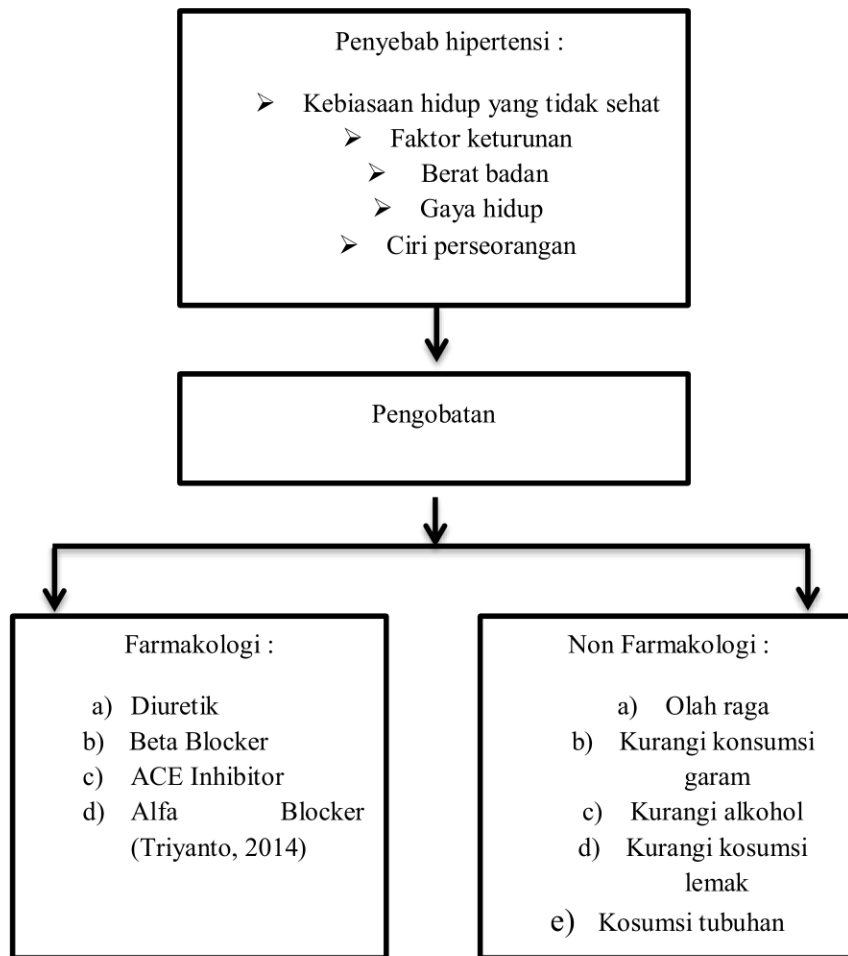 Penyebab hipertensi :
➢ Kebiasaan hidup yang tidak sehat
➢ Faktor keturunan
➢ Berat badan
➢ Gaya hidup
➢ Ciri perseorangan
Pengobatan
Farmakologi :
a) Diuretik
b) Beta Blocker
c) ACE Inhibitor
d) Alfa Blocker
(Triyanto, 2014)
Non Farmakologi :
a) Olah raga
b) Kurangi konsumsi
garam
c) Kurangi alkohol
d) Kurangi kosumsi
lemak
e) Kosumsi tubuhan